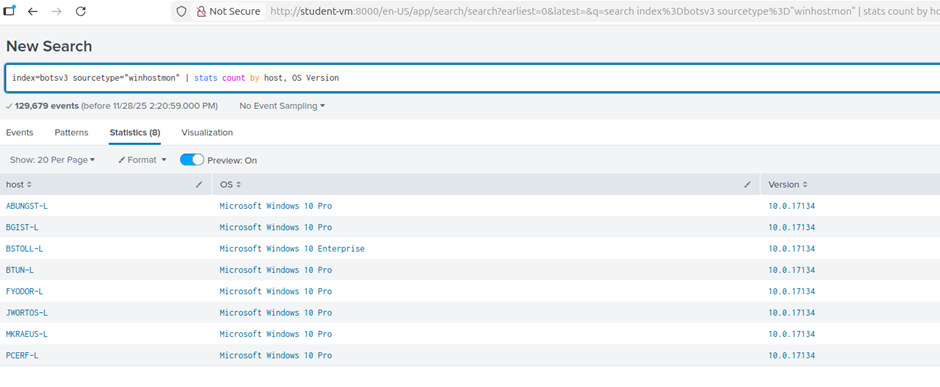 Not Secure http://student-vm:8000/en-US/app/search/search?earliest=0&latest=&q=search index%3Dbotsv3 sourcetype%3D"winhostmon" | stats count by ho
New Search
index=botsv3 sourcetype="winhostmon" | stats count by host, OS Version
129,679 events (before 11/28/25 2:20:59.000 PM) No Event Sampling
Events Patterns Statistics (8) Visualization
Show: 20 Per Page Format Preview: On
host OS Version
ABUNGST-L Microsoft Windows 10 Pro 10.0.17134
BGIST-L Microsoft Windows 10 Pro 10.0.17134
BSTOLL-L Microsoft Windows 10 Enterprise 10.0.17134
BTUN-L Microsoft Windows 10 Pro 10.0.17134
FYODOR-L Microsoft Windows 10 Pro 10.0.17134
JWORTOS-L Microsoft Windows 10 Pro 10.0.17134
MKRAEUS-L Microsoft Windows 10 Pro 10.0.17134
PCERF-L Microsoft Windows 10 Pro 10.0.17134